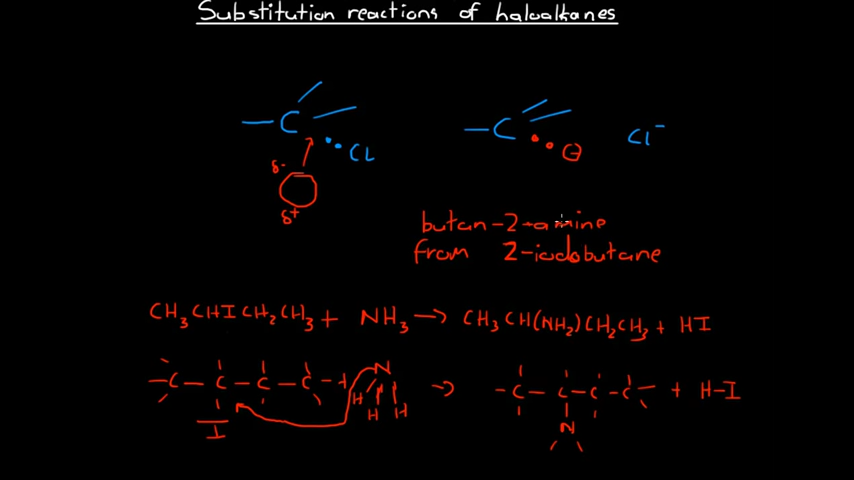 Substitution reactions of haloalkanes
C CL
δ-
δ+
C Cl⁻
butan-2-amine
from 2-iodobutane
CH₃CHICH₂CH₃ + NH₃ → CH₃CH(NH₂)CH₂CH₃ + HI
-C-C-C-C- + N H H H → -C-C-C-C- + H-I
I
N